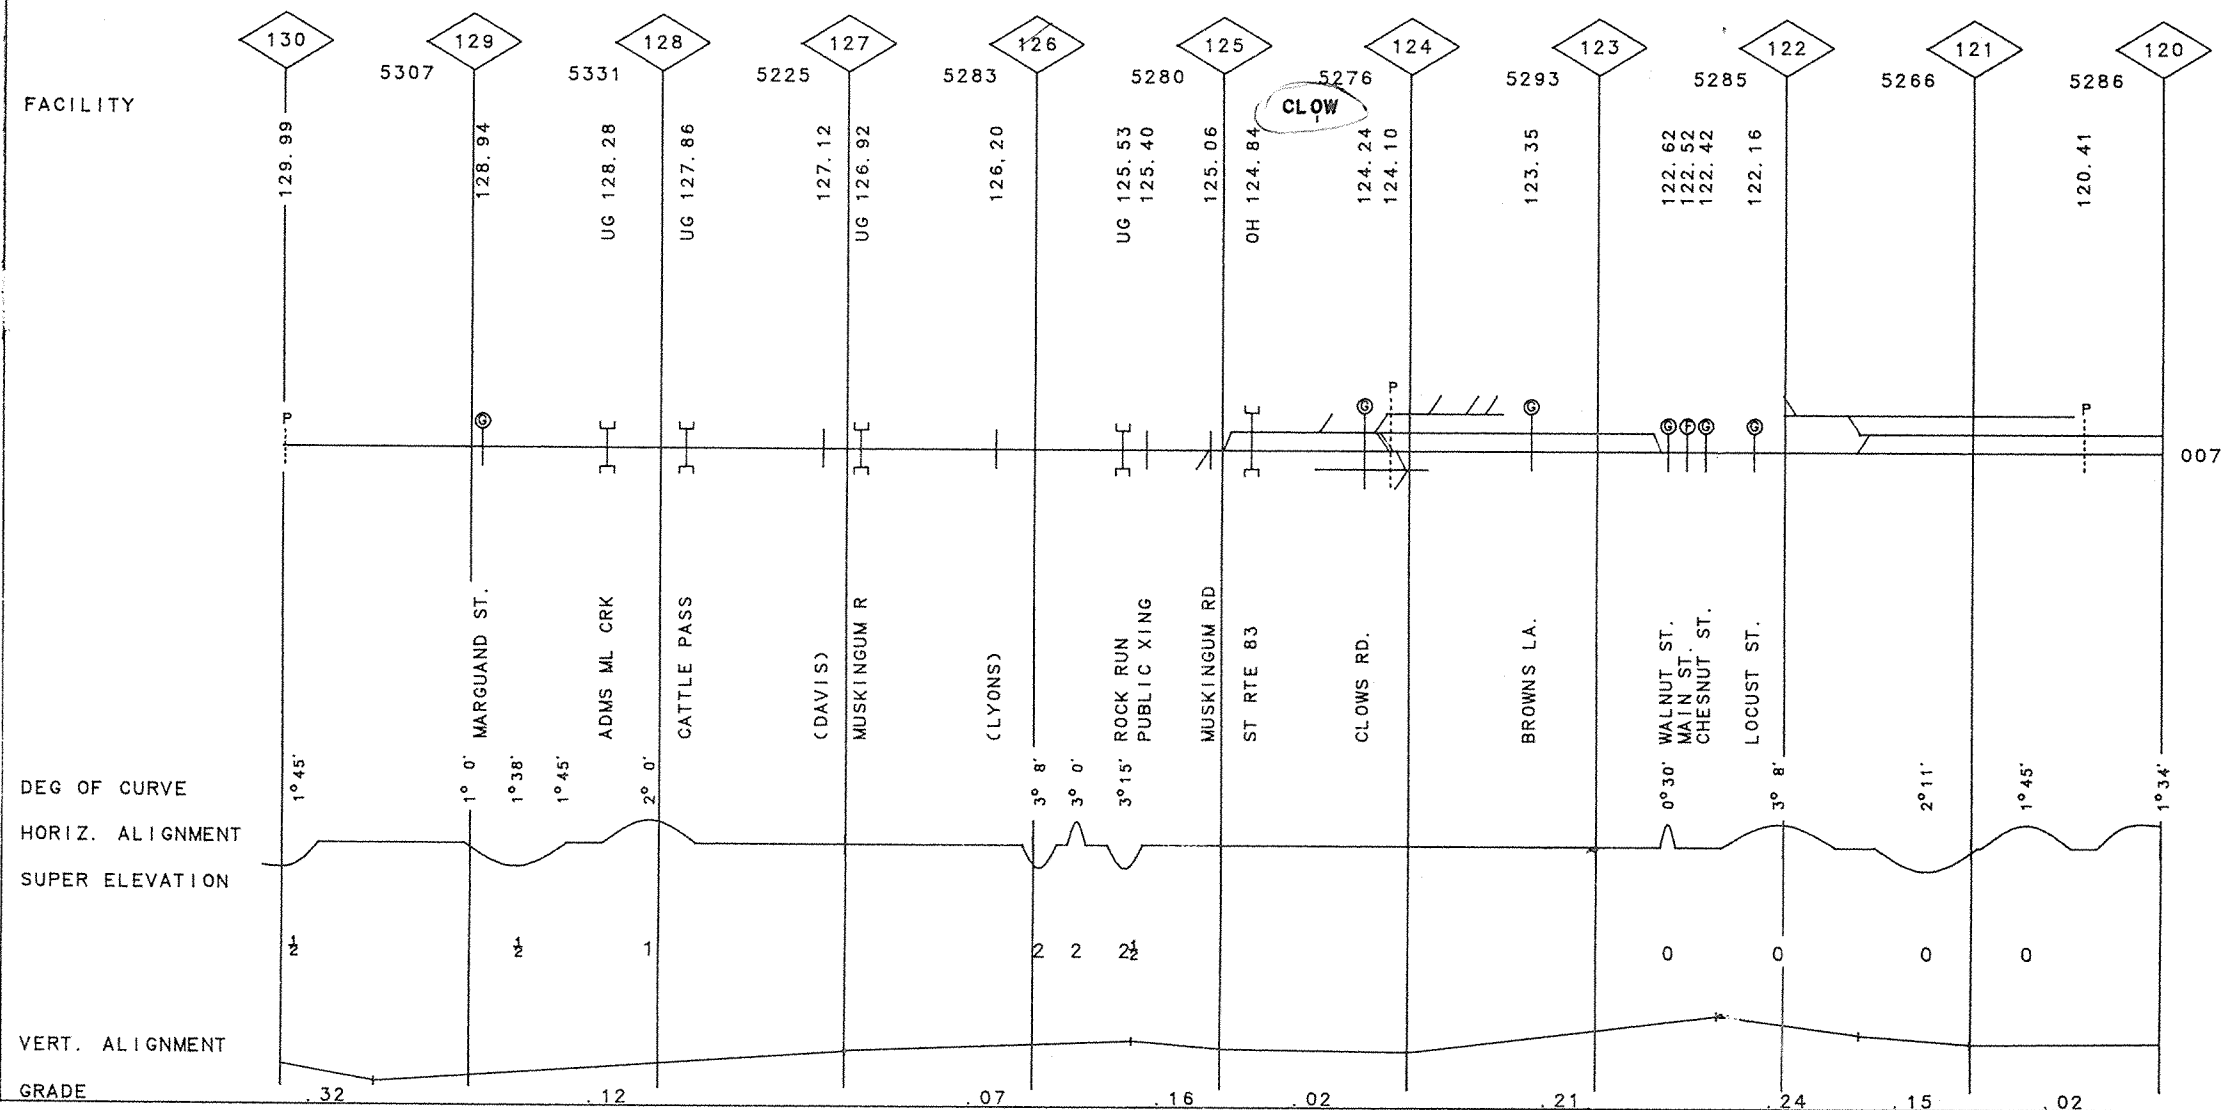 130 129 128 127 126 125 124 123 122 121 120
5307 5331 5225 5283 5280 5276 5293 5285 5266 5286
FACILITY
CLOW
129.99
128.94
UG 128.28
UG 127.86
127.12
UG 126.92
126.20
UG 125.53
125.40
125.06
OH 124.84
124.24
124.10
123.35
122.62
122.52
122.42
122.16
120.41
P G P G G G F G G P
007
MARGUAND ST.
ADMS ML CRK
CATTLE PASS
(DAVIS)
MUSKINGUM R
(LYONS)
ROCK RUN
PUBLIC XING
MUSKINGUM RD
ST RTE 83
CLOWS RD.
BROWNS LA.
WALNUT ST.
MAIN ST.
CHESNUT ST.
LOCUST ST.
DEG OF CURVE 1°45' 1° 0' 1°38' 1°45' 2° 0' 3° 8' 3° 0' 3°15' 0°30' 3° 8' 2°11' 1°45' 1°34'
HORIZ. ALIGNMENT
SUPER ELEVATION
½ ½ 1 2 2 2½ 0 0 0 0
VERT. ALIGNMENT
GRADE .32 .12 .07 .16 .02 .21 .24 .15 .02